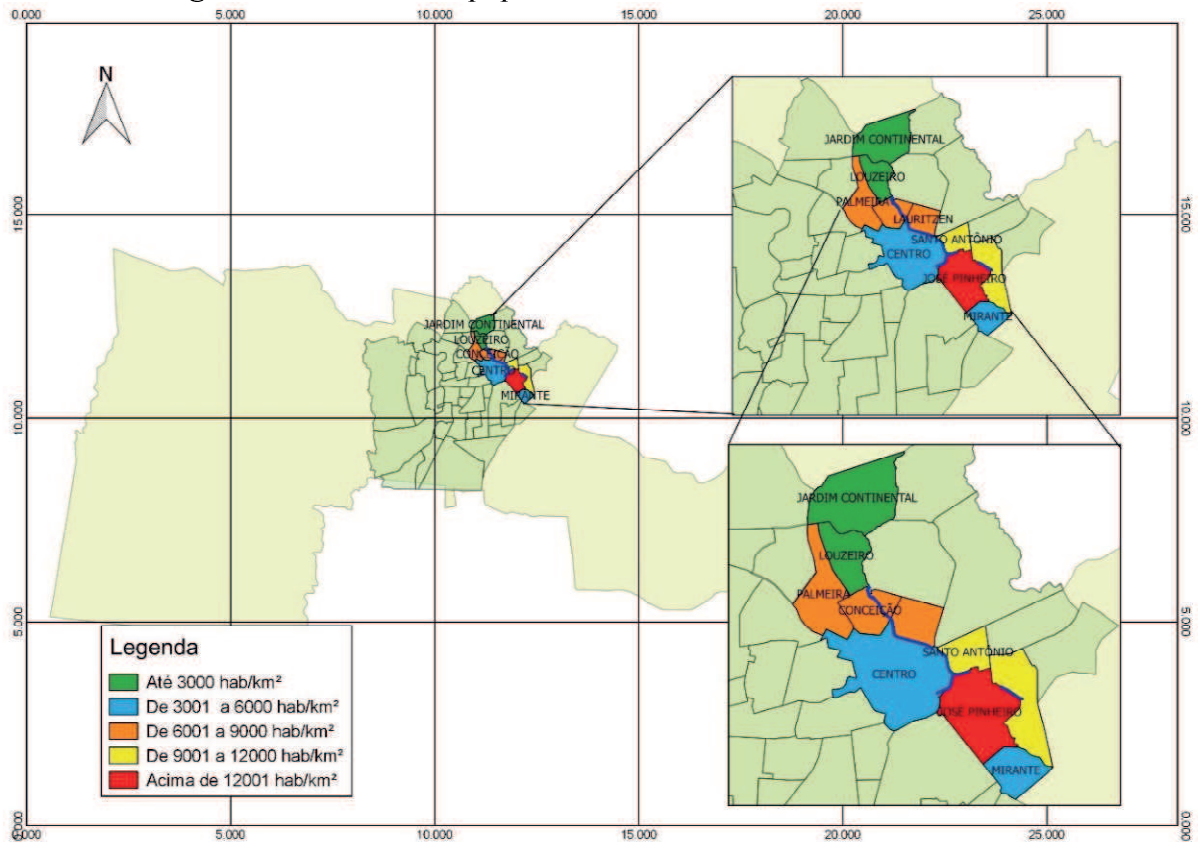 0.000
5.000
10.000
15.000
20.000
25.000
N
JARDIM CONTINENTAL
LOUZEIRO
PALMEIRA
LAURITZEN
SANTO ANTÔNIO
CENTRO
JOSÉ PINHEIRO
MIRANTE
15.000
15.000
JARDIM CONTINENTAL
LOUZEIRO
CONCEIÇÃO
CENTRO
MIRANTE
10.000
10.000
JARDIM CONTINENTAL
LOUZEIRO
PALMEIRA
CONCEIÇÃO
SANTO ANTÔNIO
CENTRO
JOSÉ PINHEIRO
MIRANTE
5.000
5.000
Legenda
Até 3000 hab/km²
De 3001 a 6000 hab/km²
De 6001 a 9000 hab/km²
De 9001 a 12000 hab/km²
Acima de 12001 hab/km²
0.000
0.000
0.000
5.000
10.000
15.000
20.000
25.000